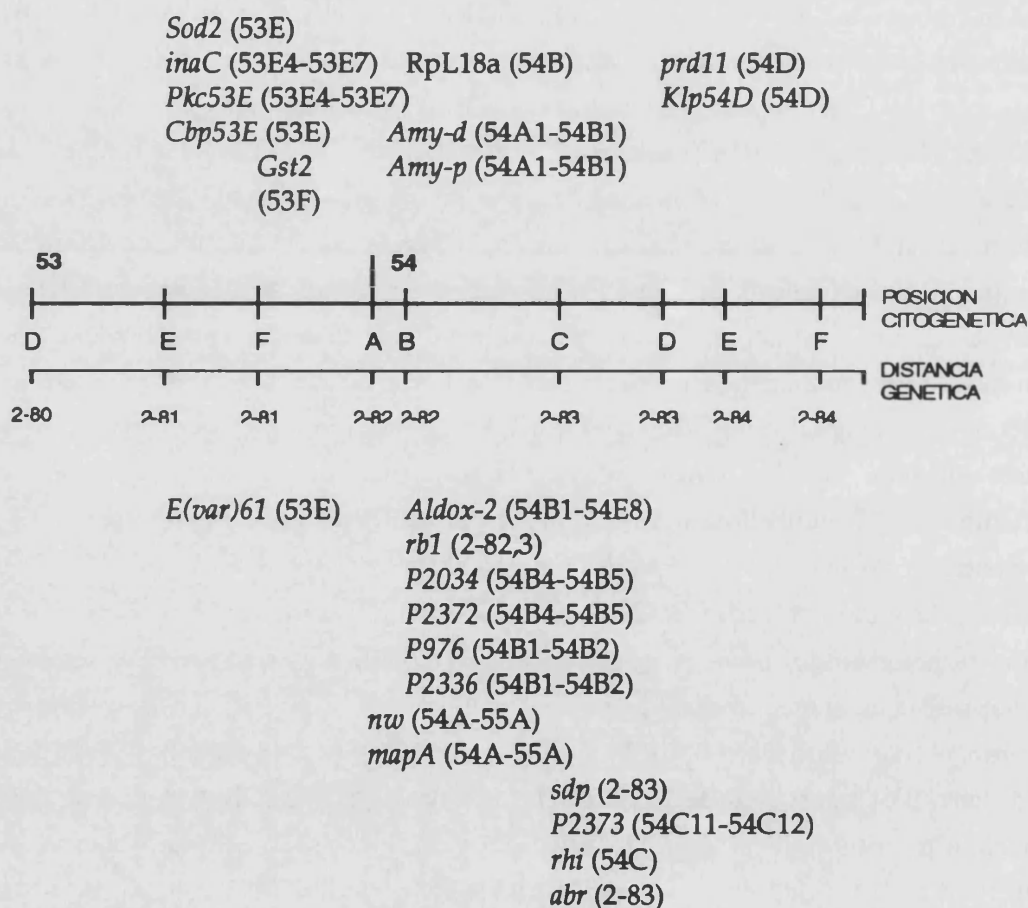 Sod2 (53E)
inaC (53E4-53E7) RpL18a (54B) prd11 (54D)
Pkc53E (53E4-53E7) Klp54D (54D)
Cbp53E (53E) Amy-d (54A1-54B1)
Gst2 Amy-p (54A1-54B1)
(53F)
53 54
POSICION
CITOGENETICA
D E F A B C D E F
DISTANCIA
GENETICA
2-80 2-81 2-81 2-82 2-82 2-83 2-83 2-84 2-84
E(var)61 (53E) Aldox-2 (54B1-54E8)
rb1 (2-82,3)
P2034 (54B4-54B5)
P2372 (54B4-54B5)
P976 (54B1-54B2)
P2336 (54B1-54B2)
nw (54A-55A)
mapA (54A-55A)
sdp (2-83)
P2373 (54C11-54C12)
rhi (54C)
abr (2-83)